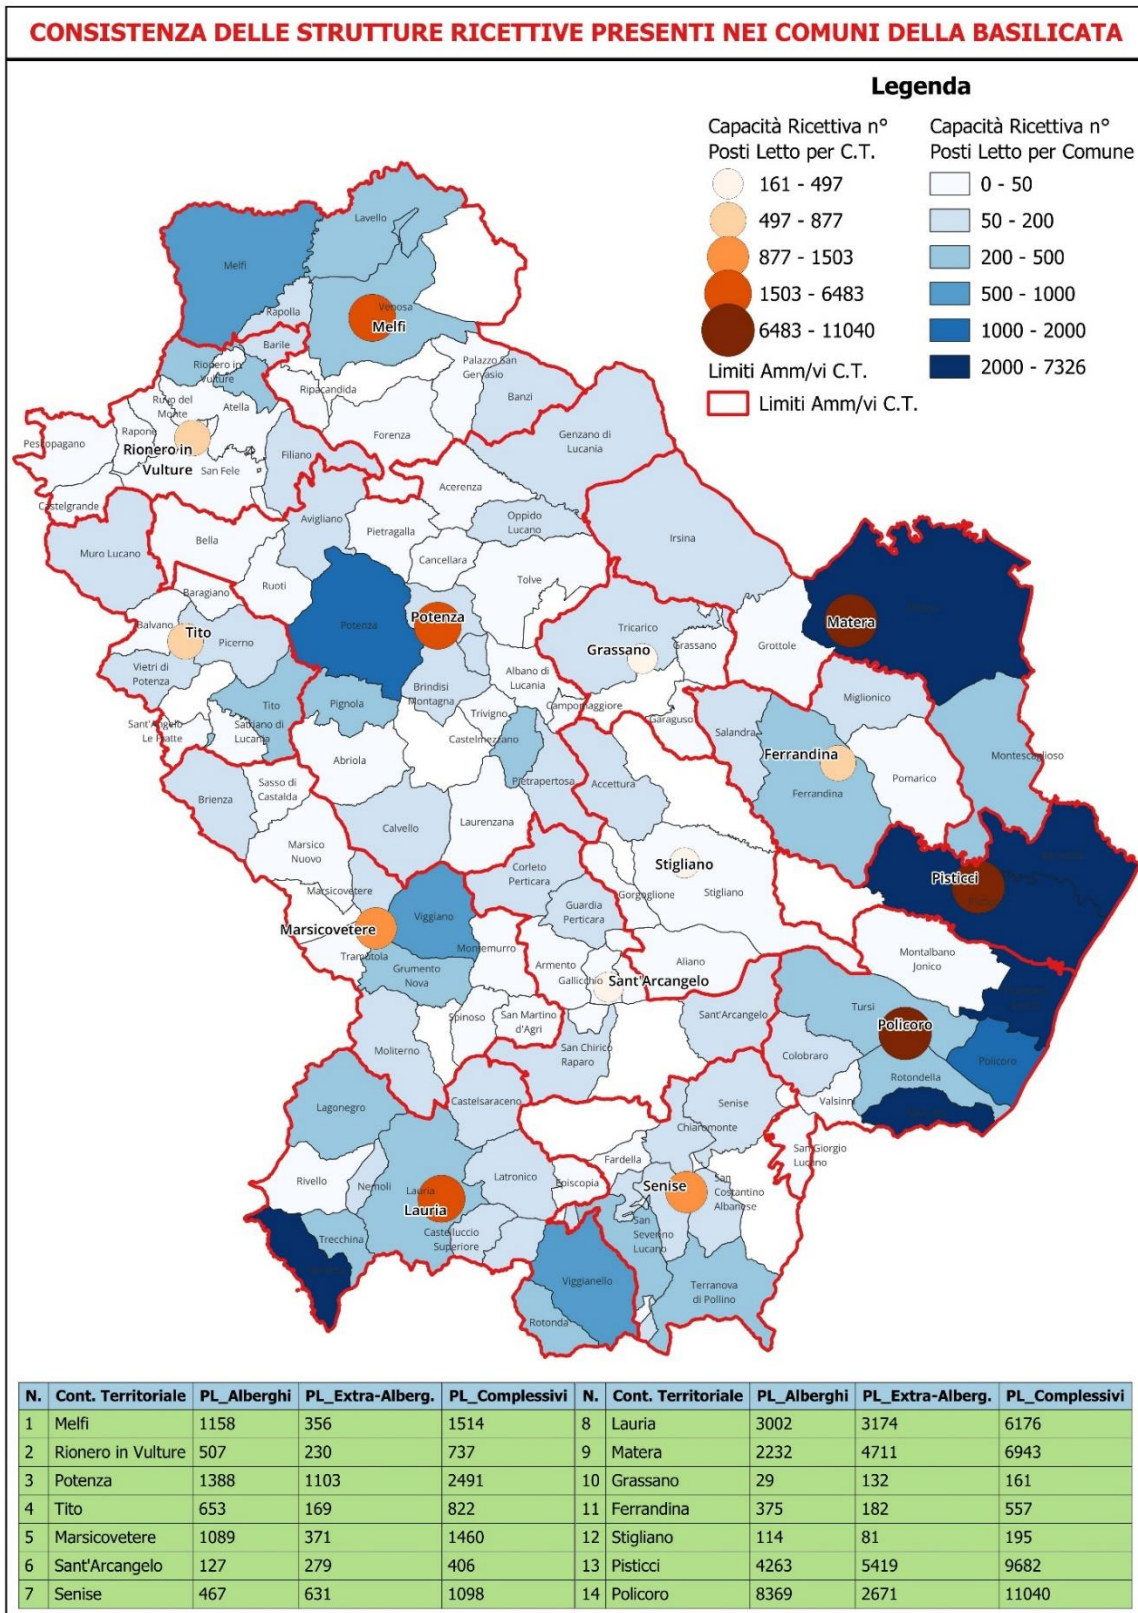 CONSISTENZA DELLE STRUTTURE RICETTIVE PRESENTI NEI COMUNI DELLA BASILICATA
Legenda
Capacità Ricettiva n°
Posti Letto per C.T.
161 - 497
497 - 877
877 - 1503
1503 - 6483
6483 - 11040
Limiti Amm/vi C.T.
Limiti Amm/vi C.T.
Capacità Ricettiva n°
Posti Letto per Comune
0 - 50
50 - 200
200 - 500
500 - 1000
1000 - 2000
2000 - 7326
Lavello
Melfi
Rapolla
Venosa
Melfi
Barile
Rionero in
Vulture
Palazzo San
Gervasio
Banzi
Ripacandida
Ruvo del
Monte
Atella
Forenza
Rapone
Pescopagano
Rionero in
Vulture
San Fele
Filiano
Genzano di
Lucania
Castelgrande
Acerenza
Avigliano
Oppido
Lucano
Irsina
Pietragalla
Bella
Muro Lucano
Cancellara
Ruoti
Tolve
Baragiano
Balvano
Tito
Picerno
Potenza
Potenza
Tricarico
Grassano
Grassano
Grottole
Matera
Vietri di
Potenza
Albano di
Lucania
Brindisi
Montagna
Miglionico
Tito
Pignola
Trivigno
Campomaggiore
Garaguso
Sant'Angelo
Le Fratte
Satriano di
Lucania
Castelmezzano
Salandra
Ferrandina
Montescaglioso
Abriola
Pietrapertosa
Accettura
Ferrandina
Pomarico
Sasso di
Castalda
Brienza
Calvello
Laurenzana
Marsico
Nuovo
Corleto
Perticara
Stigliano
Pisticci
Marsicovetere
Gorgoglione
Stigliano
Guardia
Perticara
Viggiano
Marsicovetere
Tramutola
Montemurro
Montalbano
Jonico
Grumento
Nova
Armento
Gallicchio
Aliano
Sant'Arcangelo
Tursi
Spinoso
San Martino
d'Agri
Sant'Arcangelo
Policoro
Moliterno
San Chirico
Raparo
Colobraro
Policoro
Rotondella
Lagonegro
Castelsaraceno
Senise
Valsinni
Chiaromonte
San Giorgio
Lucano
Fardella
Rivello
Nemoli
Lauria
Latronico
Episcopia
Senise
San
Costantino
Albanese
Lauria
Trecchina
Castelluccio
Superiore
San
Severino
Lucano
Viggianello
Terranova
di Pollino
Rotonda
N. Cont. Territoriale PL_Alberghi PL_Extra-Alberg. PL_Complessivi N. Cont. Territoriale PL_Alberghi PL_Extra-Alberg. PL_Complessivi
1 Melfi 1158 356 1514 8 Lauria 3002 3174 6176
2 Rionero in Vulture 507 230 737 9 Matera 2232 4711 6943
3 Potenza 1388 1103 2491 10 Grassano 29 132 161
4 Tito 653 169 822 11 Ferrandina 375 182 557
5 Marsicovetere 1089 371 1460 12 Stigliano 114 81 195
6 Sant'Arcangelo 127 279 406 13 Pisticci 4263 5419 9682
7 Senise 467 631 1098 14 Policoro 8369 2671 11040